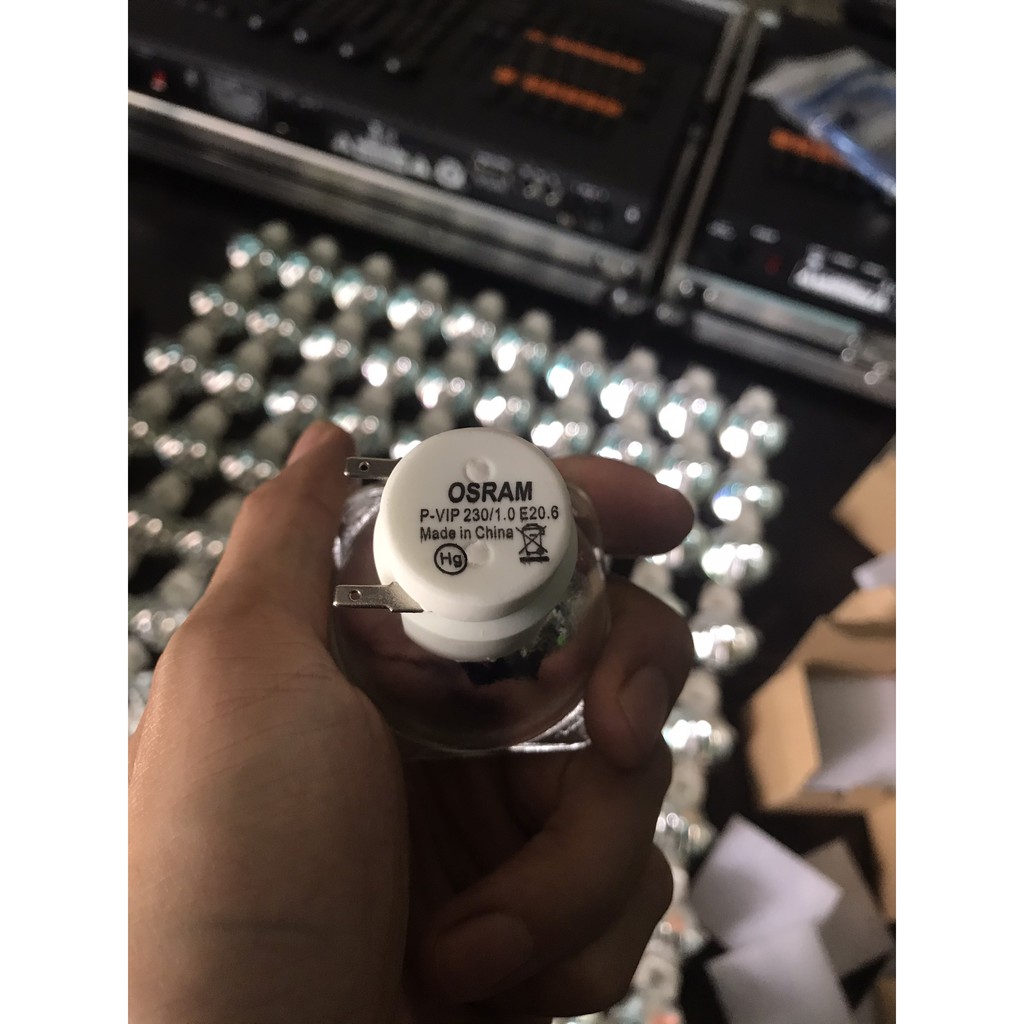 OSRAM
P-VIP 230/1.0 E20.6
Made in China
Hg